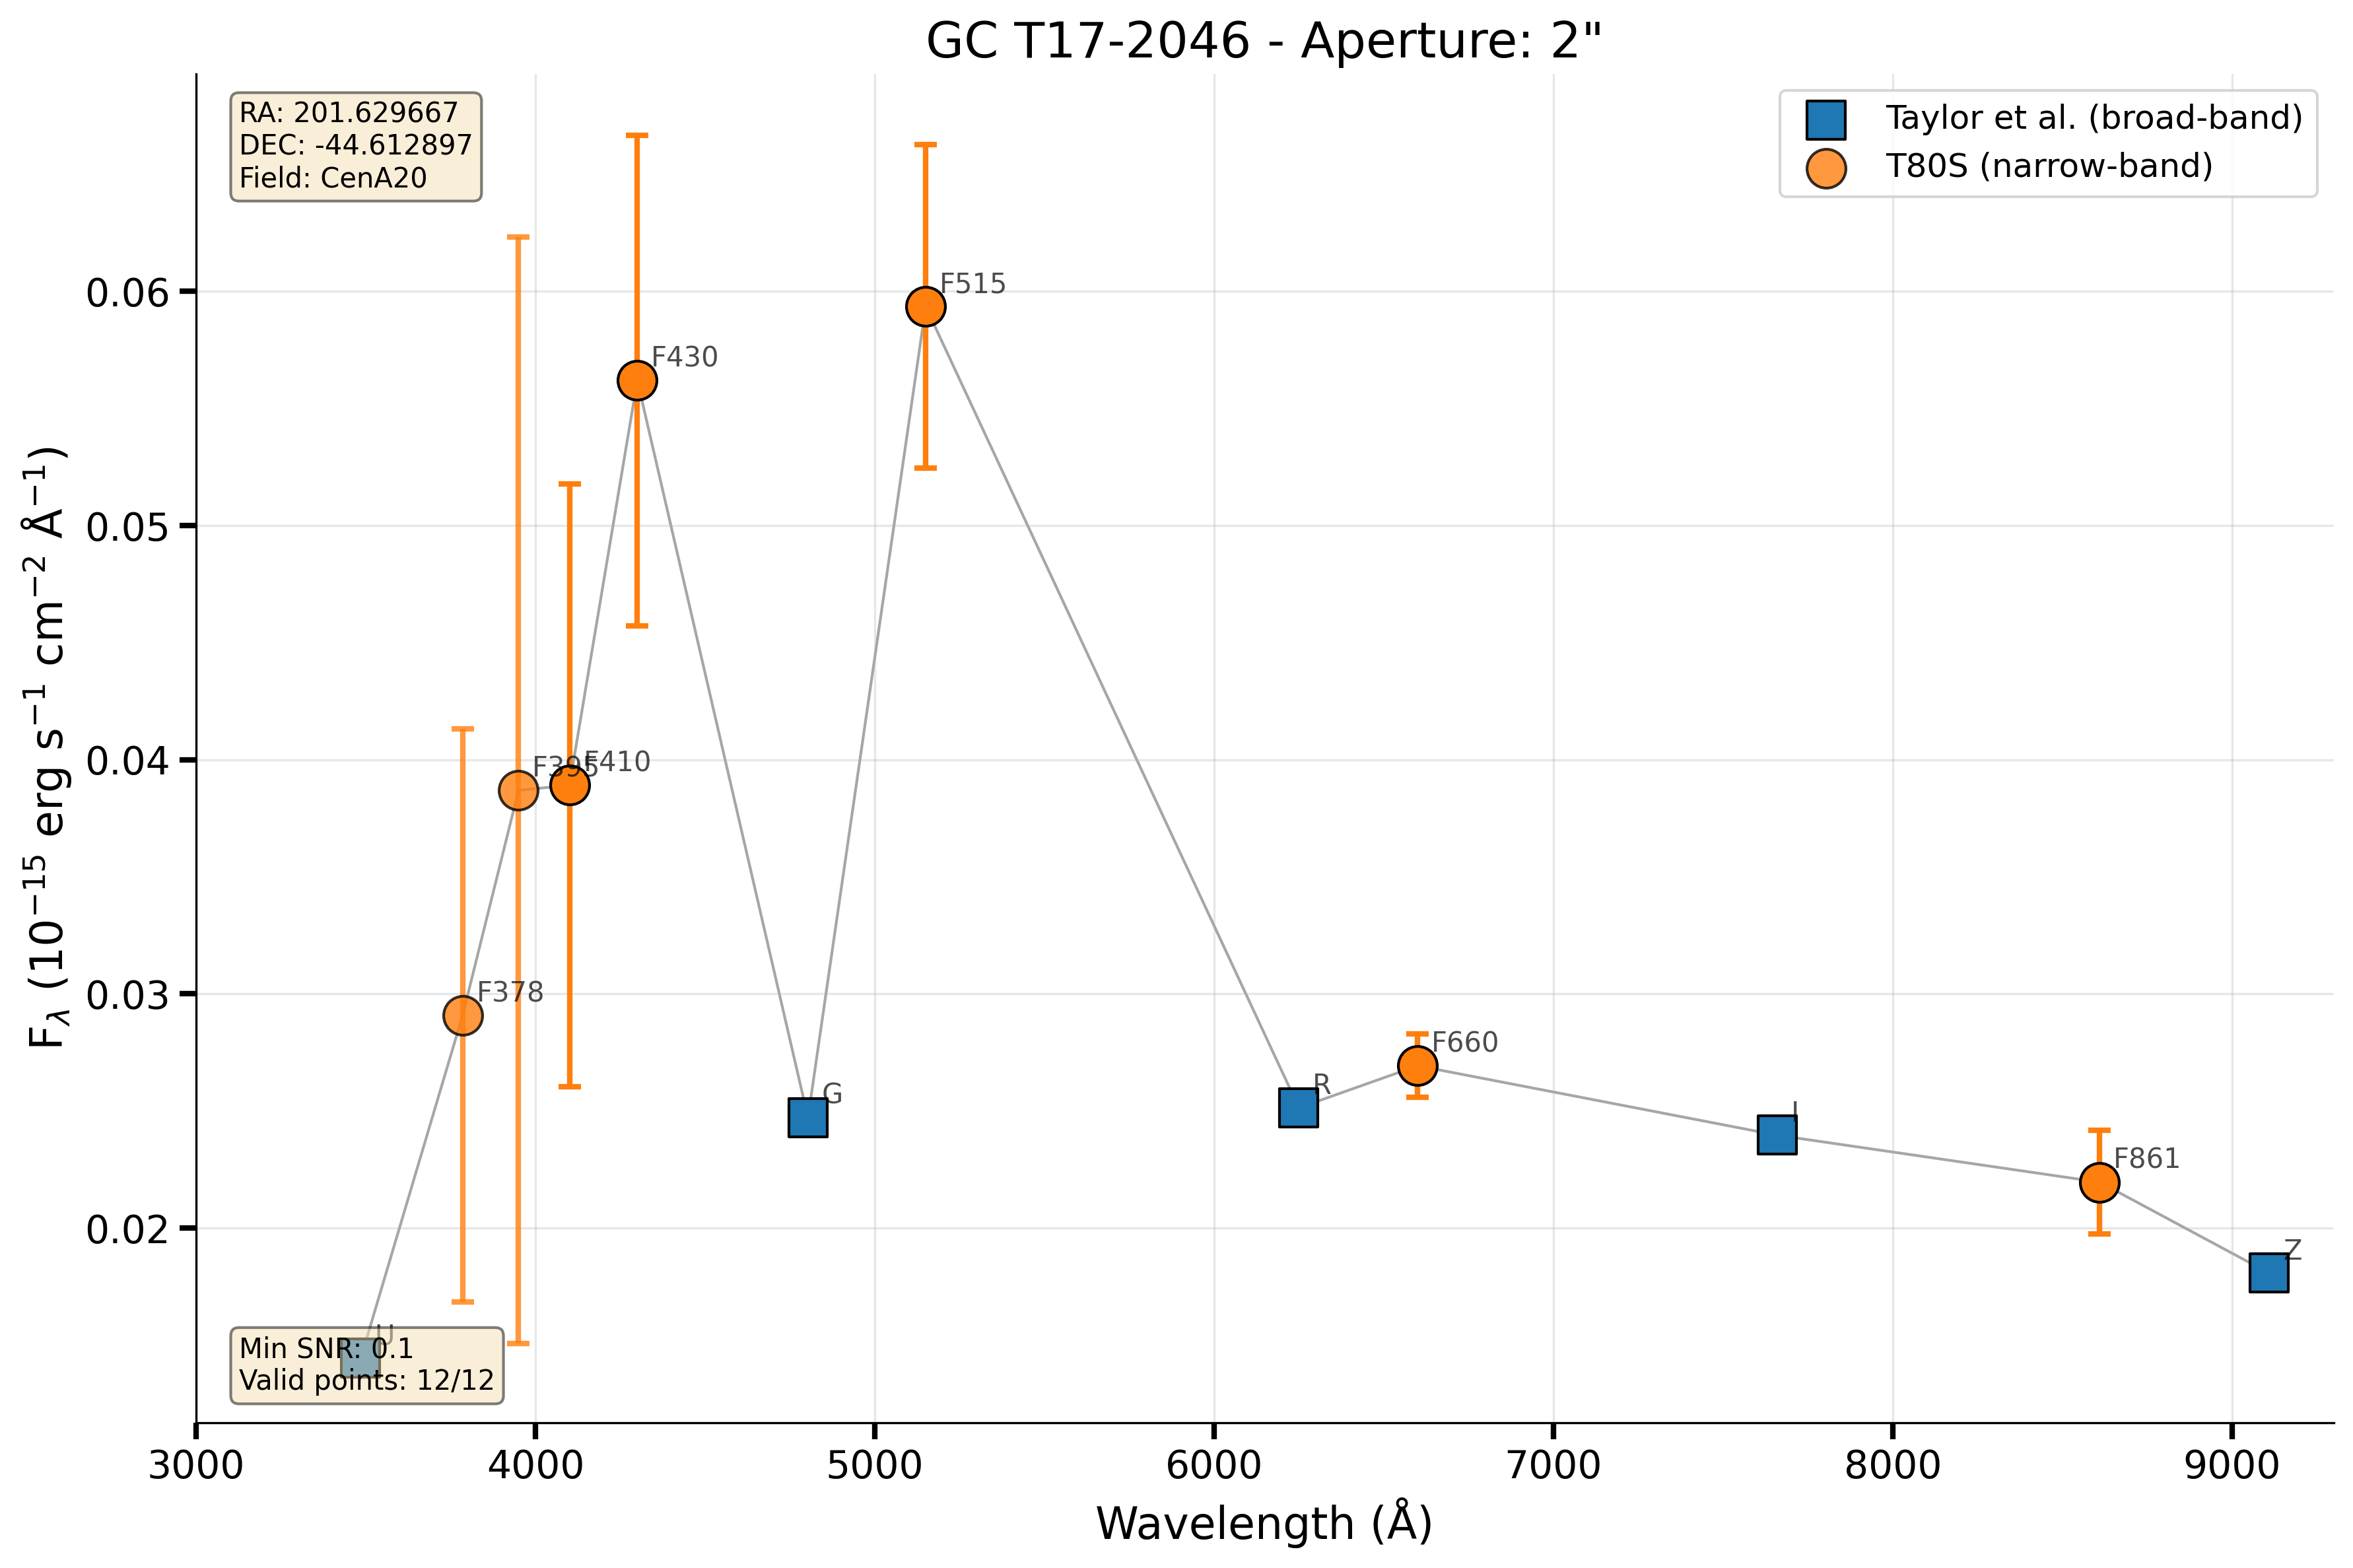 GC T17-2046 - Aperture: 2"
RA: 201.629667
DEC: -44.612897
Field: CenA20
Taylor et al. (broad-band)
T80S (narrow-band)
F515
F430
F395
F410
F378
G
R
F660
I
F861
Z
U
Min SNR: 0.1
Valid points: 12/12
0.06
0.05
0.04
0.03
0.02
F_λ (10⁻¹⁵ erg s⁻¹ cm⁻² Å⁻¹)
3000 4000 5000 6000 7000 8000 9000
Wavelength (Å)